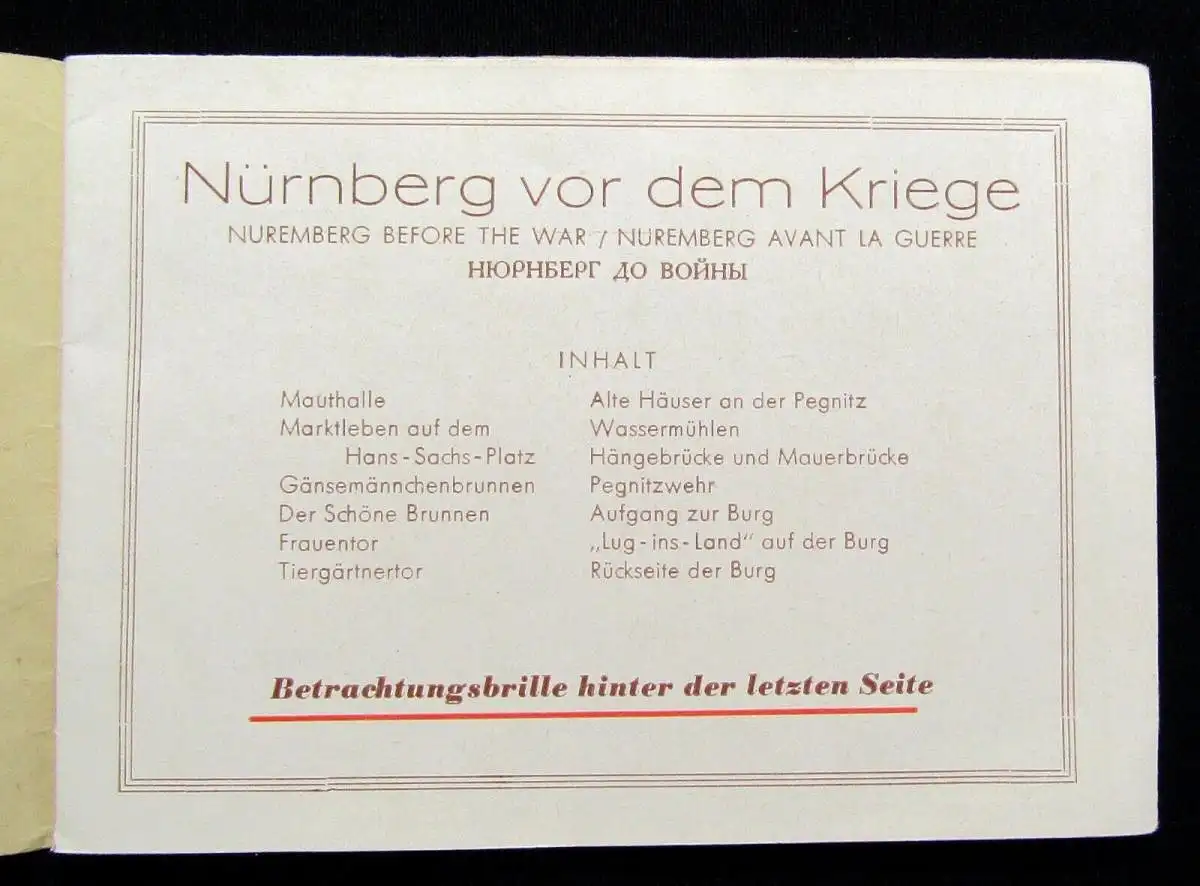 Nürnberg vor dem Kriege
NUREMBERG BEFORE THE WAR / NUREMBERG AVANT LA GUERRE
НЮРНБЕРГ ДО ВОЙНЫ
INHALT
Mauthalle
Marktleben auf dem
Hans-Sachs-Platz
Gänsemännchenbrunnen
Der Schöne Brunnen
Frauentor
Tiergärtnertor
Alte Häuser an der Pegnitz
Wassermühlen
Hängebrücke und Mauerbrücke
Pegnitzwehr
Aufgang zur Burg
„Lug-ins-Land" auf der Burg
Rückseite der Burg
Betrachtungsbrille hinter der letzten Seite